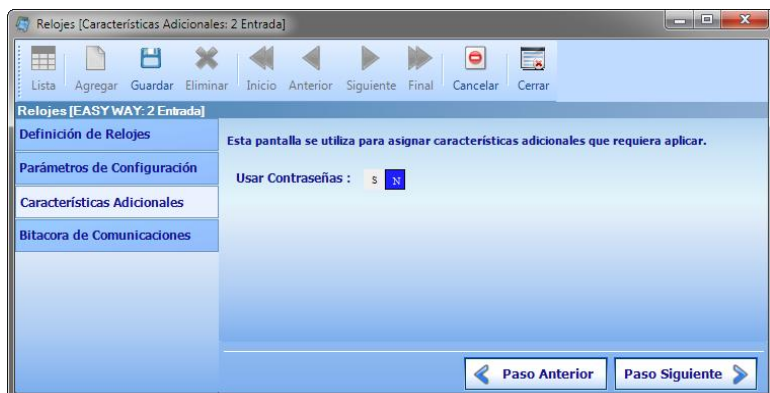 Relojes [Características Adicionales: 2 Entrada]
Lista Agregar Guardar Eliminar Inicio Anterior Siguiente Final Cancelar Cerrar
Relojes [EASY WAY: 2 Entrada]
Definición de Relojes
Parámetros de Configuración
Características Adicionales
Bitacora de Comunicaciones
Esta pantalla se utiliza para asignar características adicionales que requiera aplicar.
Usar Contraseñas : S N
Paso Anterior Paso Siguiente